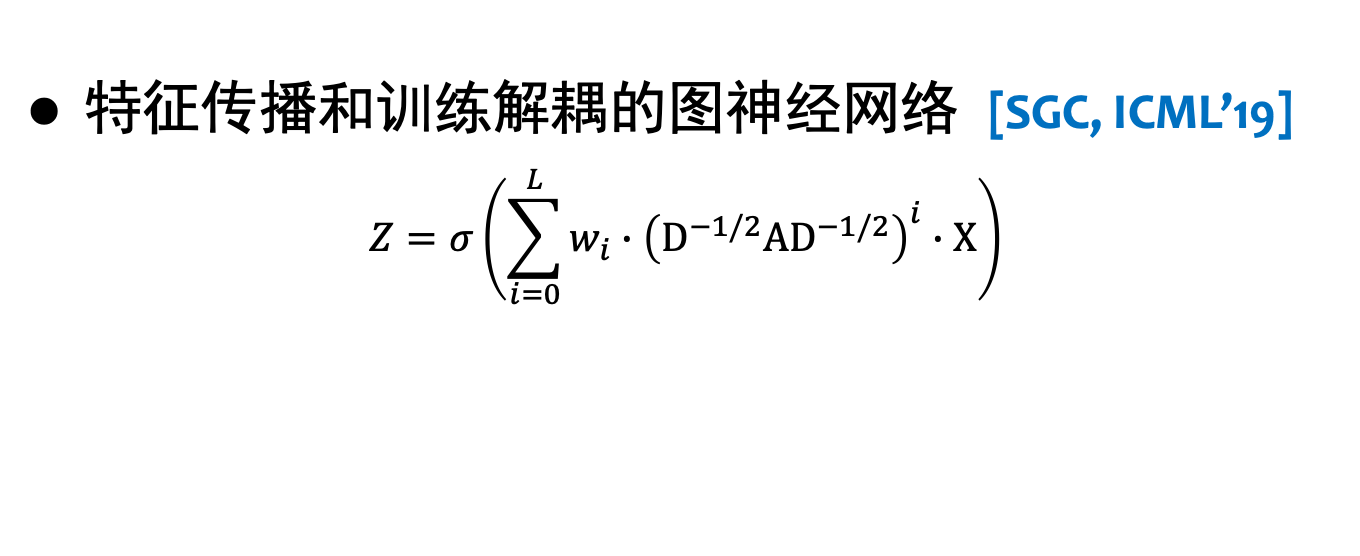 ● 特征传播和训练解耦的图神经网络 [SGC, ICML’19]
Z = σ(∑_{i=0}^{L} w_i · (D^{−1/2}AD^{−1/2})^i · X)